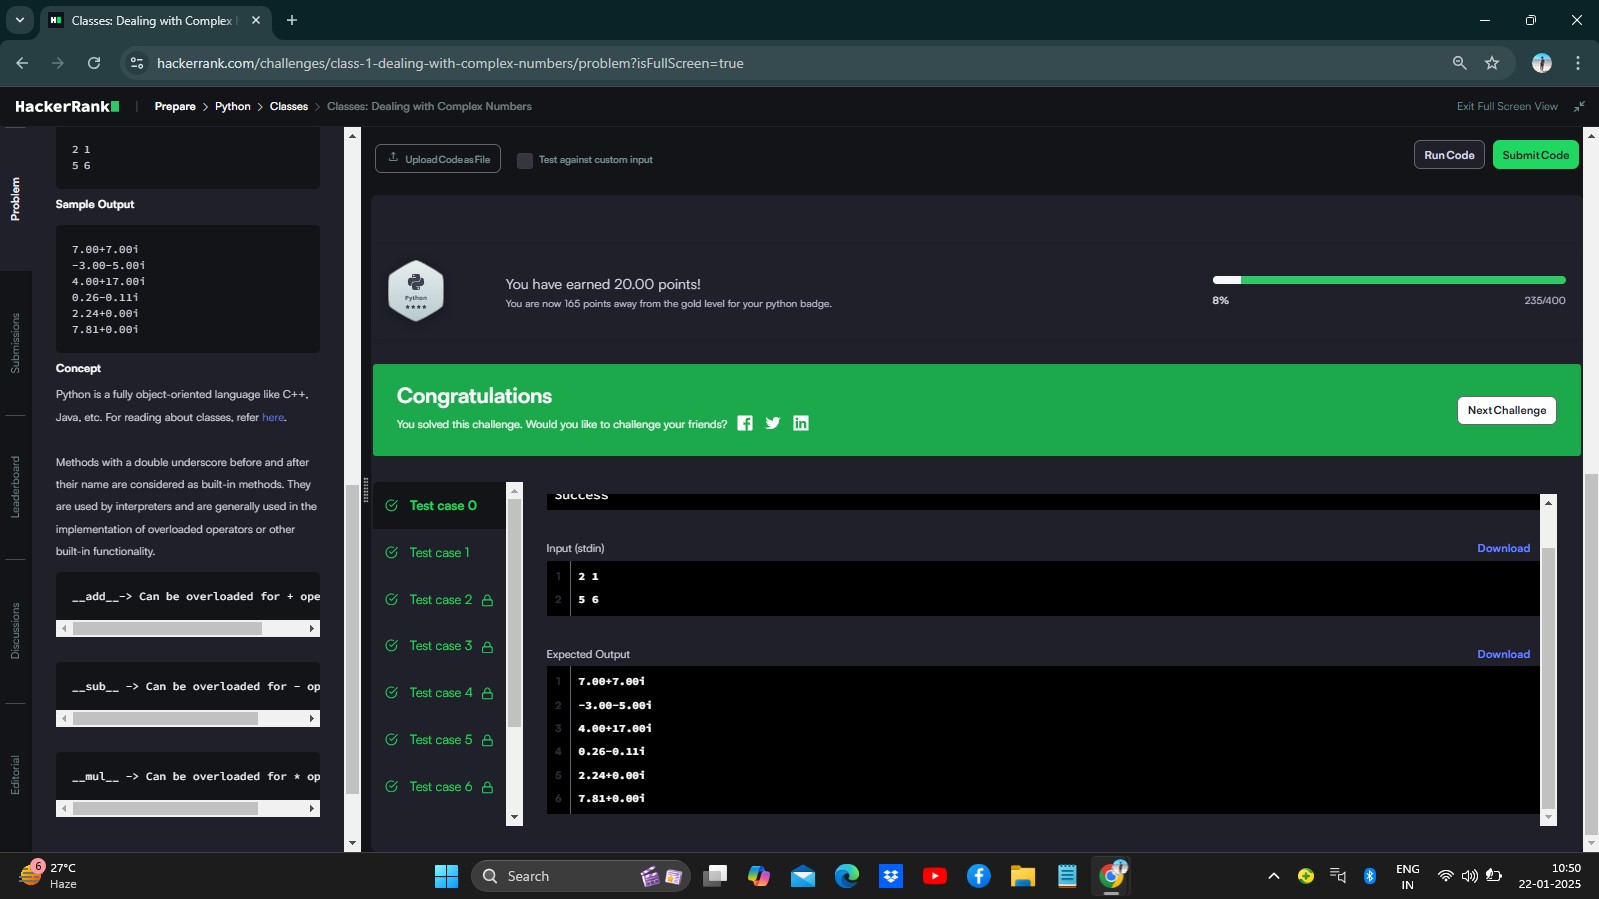 Classes: Dealing with Complex
hackerrank.com/challenges/class-1-dealing-with-complex-numbers/problem?isFullScreen=true
HackerRank
Prepare > Python > Classes > Classes: Dealing with Complex Numbers
Exit Full Screen View
Problem
Submissions
Leaderboard
Discussions
Editorial
2 1
5 6
Sample Output
7.00+7.00i
-3.00-5.00i
4.00+17.00i
0.26-0.11i
2.24+0.00i
7.81+0.00i
Concept
Python is a fully object-oriented language like C++,
Java, etc. For reading about classes, refer here.
Methods with a double underscore before and after
their name are considered as built-in methods. They
are used by interpreters and are generally used in the
implementation of overloaded operators or other
built-in functionality.
__add__-> Can be overloaded for + ope
__sub__ -> Can be overloaded for - op
__mul__ -> Can be overloaded for * op
Upload Code as File
Test against custom input
Run Code
Submit Code
Python
You have earned 20.00 points!
You are now 165 points away from the gold level for your python badge.
8%
235/400
Congratulations
You solved this challenge. Would you like to challenge your friends?
Next Challenge
Test case 0
Test case 1
Test case 2
Test case 3
Test case 4
Test case 5
Test case 6
Success
Input (stdin)
Download
1 2 1
2 5 6
Expected Output
Download
1 7.00+7.00i
2 -3.00-5.00i
3 4.00+17.00i
4 0.26-0.11i
5 2.24+0.00i
6 7.81+0.00i
6
27°C
Haze
Search
ENG
IN
10:50
22-01-2025